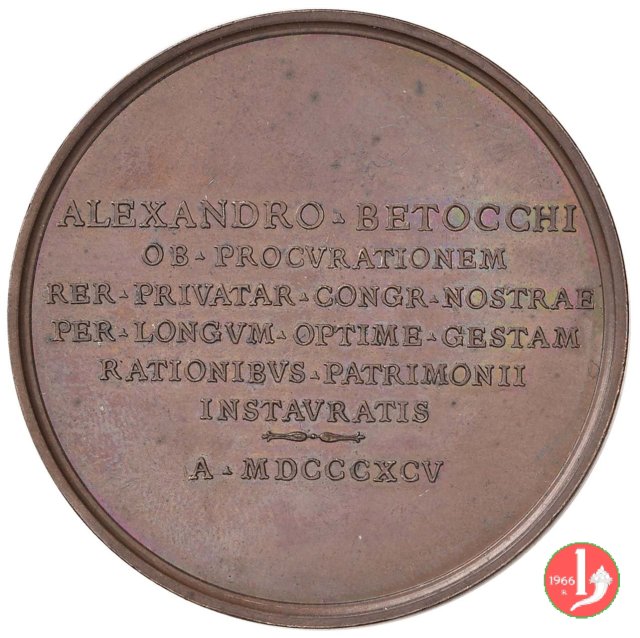 ALEXANDRO · BETOCCHI
OB · PROCVRATIONEM
RER · PRIVATAR · CONGR · NOSTRAE
PER · LONGVM · OPTIME · GESTAM
RATIONIBVS · PATRIMONII
INSTAVRATIS
A · MDCCCXCV
1966
R